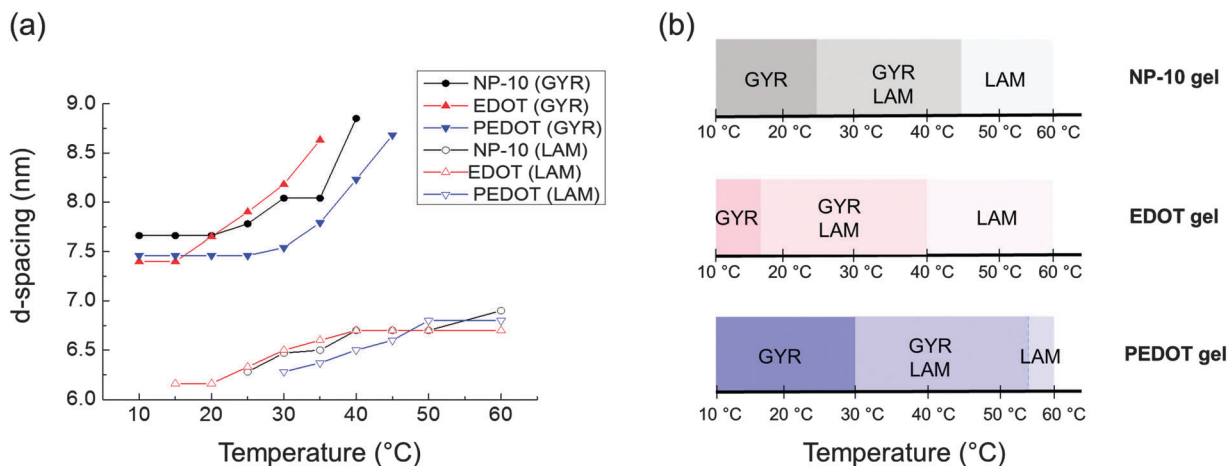 (a)
NP-10 (GYR)
EDOT (GYR)
PEDOT (GYR)
NP-10 (LAM)
EDOT (LAM)
PEDOT (LAM)
9.0
8.5
8.0
7.5
7.0
6.5
6.0
d-spacing (nm)
10 20 30 40 50 60
Temperature (°C)
(b)
GYR
GYR
LAM
LAM
NP-10 gel
10 °C 20 °C 30 °C 40 °C 50 °C 60 °C
GYR
GYR
LAM
LAM
EDOT gel
10 °C 20 °C 30 °C 40 °C 50 °C 60 °C
GYR
GYR
LAM
LAM
PEDOT gel
10 °C 20 °C 30 °C 40 °C 50 °C 60 °C
Temperature (°C)